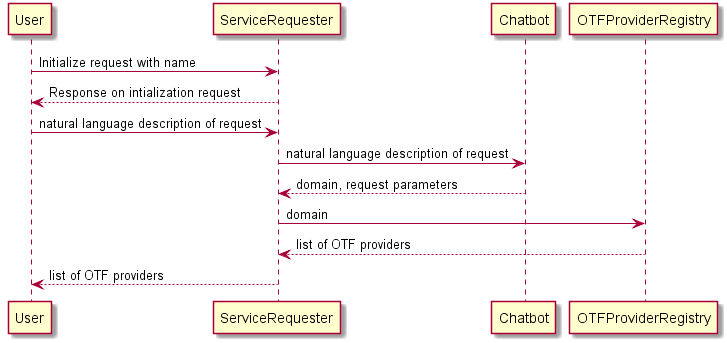 User ServiceRequester Chatbot OTFProviderRegistry
Initialize request with name
Response on intialization request
natural language description of request
natural language description of request
domain, request parameters
domain
list of OTF providers
list of OTF providers
User ServiceRequester Chatbot OTFProviderRegistry